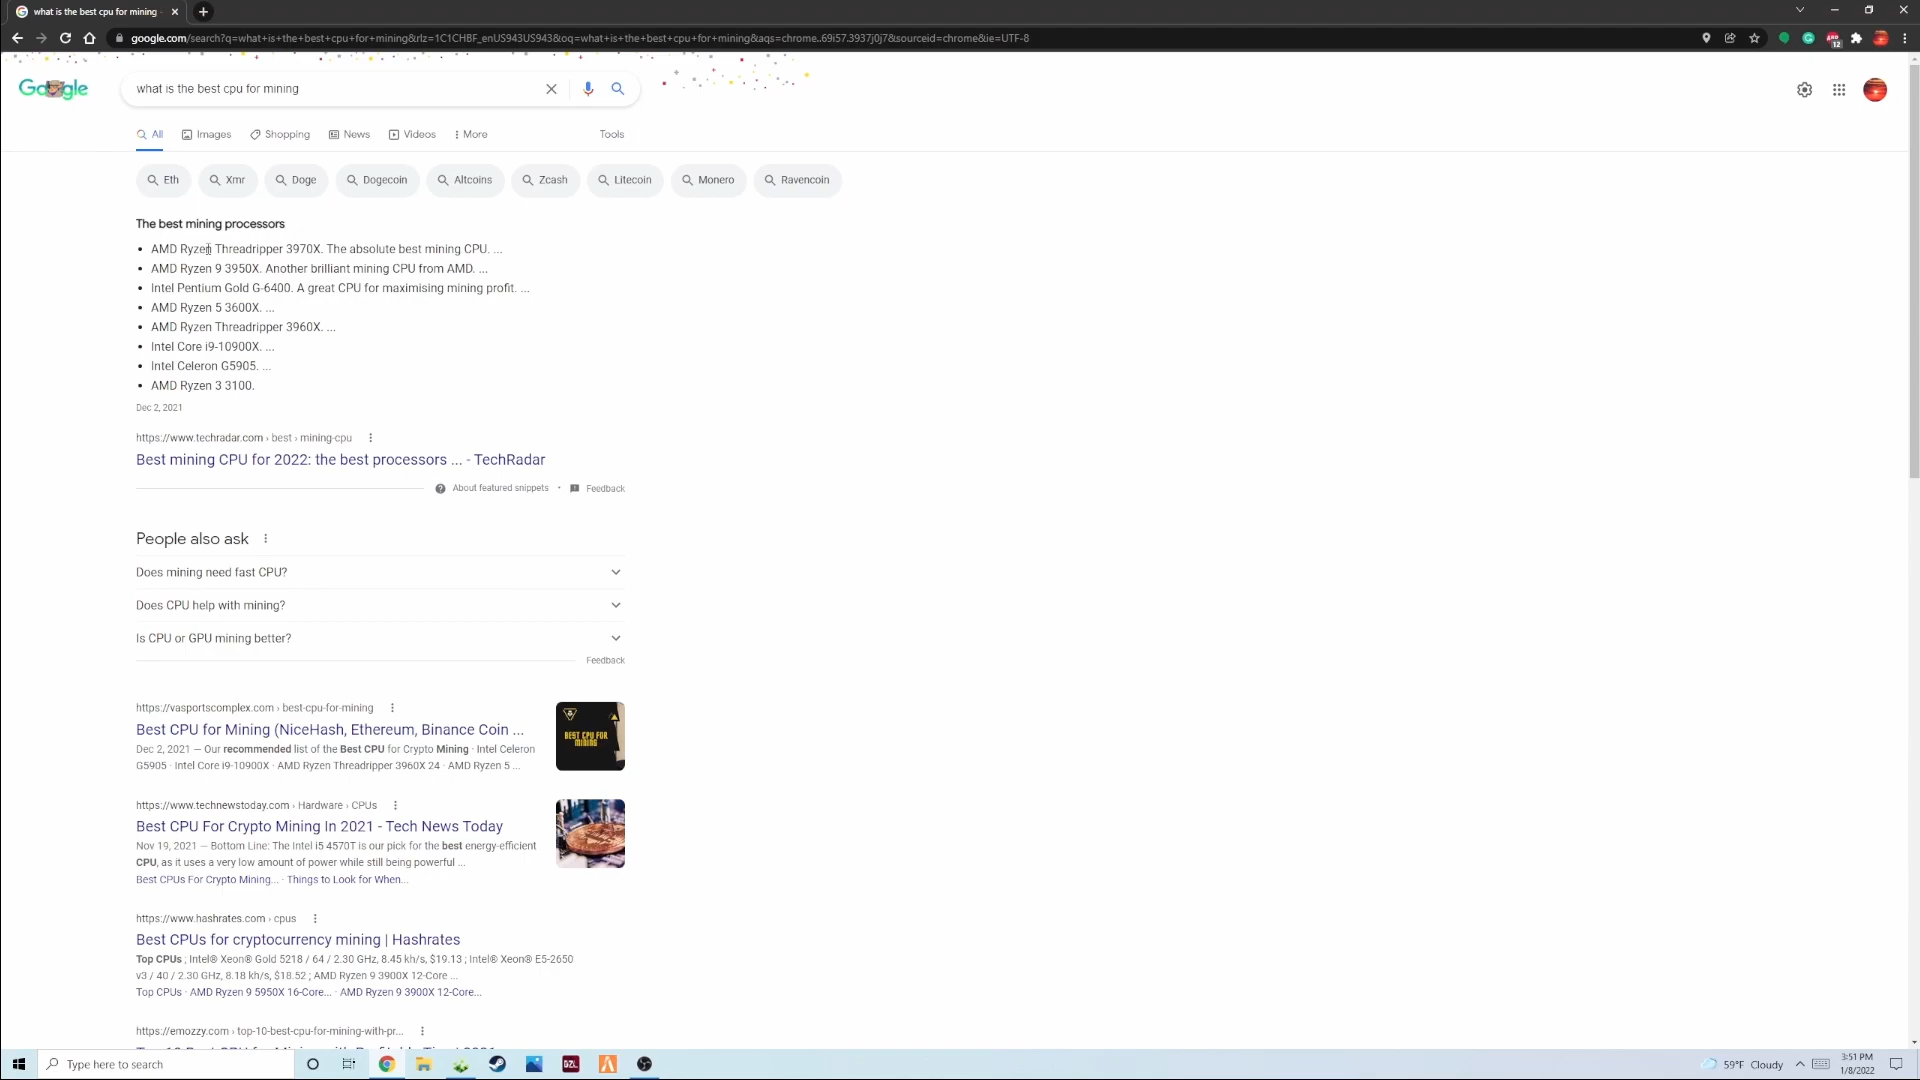 what is the best cpu for mining
google.com/search?q=what+is+the+best+cpu+for+mining&rlz=1C1CHBF_enUS943US943&oq=what+is+the+best+cpu+for+mining&aqs=chrome..69i57.3937j0j7&sourceid=chrome&ie=UTF-8
12
Google
what is the best cpu for mining
All Images Shopping News Videos More Tools
Eth Xmr Doge Dogecoin Altcoins Zcash Litecoin Monero Ravencoin
The best mining processors
• AMD Ryzen Threadripper 3970X. The absolute best mining CPU. ...
• AMD Ryzen 9 3950X. Another brilliant mining CPU from AMD. ...
• Intel Pentium Gold G-6400. A great CPU for maximising mining profit. ...
• AMD Ryzen 5 3600X. ...
• AMD Ryzen Threadripper 3960X. ...
• Intel Core i9-10900X. ...
• Intel Celeron G5905. ...
• AMD Ryzen 3 3100.
Dec 2, 2021
https://www.techradar.com › best › mining-cpu
Best mining CPU for 2022: the best processors ... - TechRadar
About featured snippets • Feedback
People also ask
Does mining need fast CPU?
Does CPU help with mining?
Is CPU or GPU mining better?
Feedback
https://vasportscomplex.com › best-cpu-for-mining
Best CPU for Mining (NiceHash, Ethereum, Binance Coin ...
Dec 2, 2021 — Our recommended list of the Best CPU for Crypto Mining · Intel Celeron
G5905 · Intel Core i9-10900X · AMD Ryzen Threadripper 3960X 24 · AMD Ryzen 5 ...
BEST CPU FOR
MINING
https://www.technewstoday.com › Hardware › CPUs
Best CPU For Crypto Mining In 2021 - Tech News Today
Nov 19, 2021 — Bottom Line: The Intel i5 4570T is our pick for the best energy-efficient
CPU, as it uses a very low amount of power while still being powerful ...
Best CPUs For Crypto Mining... · Things to Look for When...
https://www.hashrates.com › cpus
Best CPUs for cryptocurrency mining | Hashrates
Top CPUs ; Intel® Xeon® Gold 5218 / 64 / 2.30 GHz, 8.45 kh/s, $19.13 ; Intel® Xeon® E5-2650
v3 / 40 / 2.30 GHz, 8.18 kh/s, $18.52 ; AMD Ryzen 9 3900X 12-Core ...
Top CPUs · AMD Ryzen 9 5950X 16-Core... · AMD Ryzen 9 3900X 12-Core...
https://emozzy.com › top-10-best-cpu-for-mining-with-pr...
Type here to search
DZL
59°F Cloudy
3:51 PM
1/8/2022